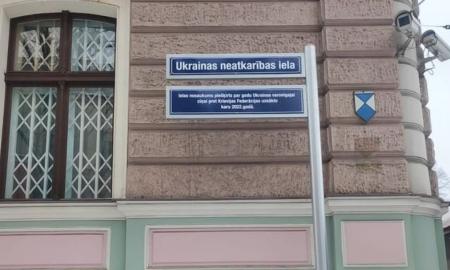 Ukrainas neatkarības iela
Ielas nosaukums piešķirts par godu Ukrainas varonīgajai
cīņai pret Krievijas Federācijas uzsākto
karu 2022.gadā.